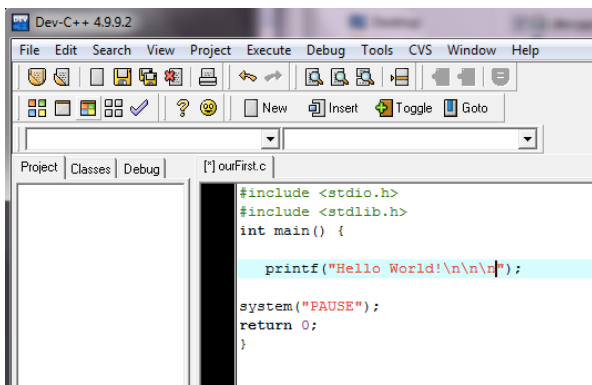 Dev-C++ 4.9.9.2
File Edit Search View Project Execute Debug Tools CVS Window Help
New Insert Toggle Goto
Project Classes Debug [*] ourFirst.c
#include <stdio.h>
#include <stdlib.h>
int main() {
printf("Hello World!\n\n\n");
system("PAUSE");
return 0;
}